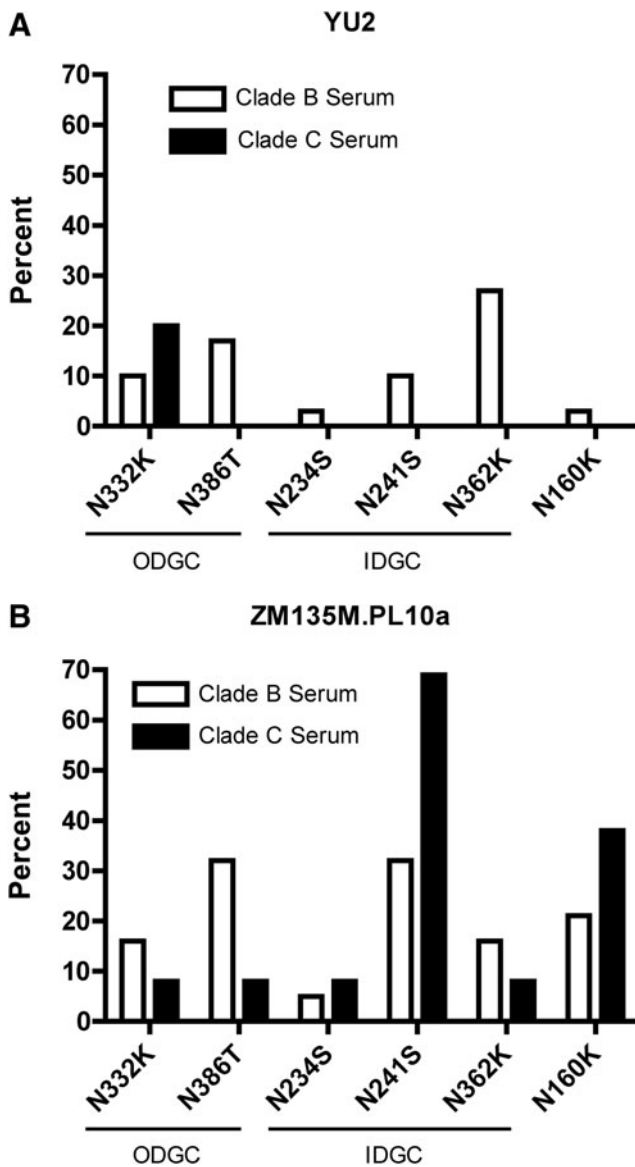 A
YU2
Percent
70
60
50
40
30
20
10
0
Clade B Serum
Clade C Serum
N332K
N386T
N234S
N241S
N362K
N160K
ODGC
IDGC
B
ZM135M.PL10a
Percent
70
60
50
40
30
20
10
0
Clade B Serum
Clade C Serum
N332K
N386T
N234S
N241S
N362K
N160K
ODGC
IDGC